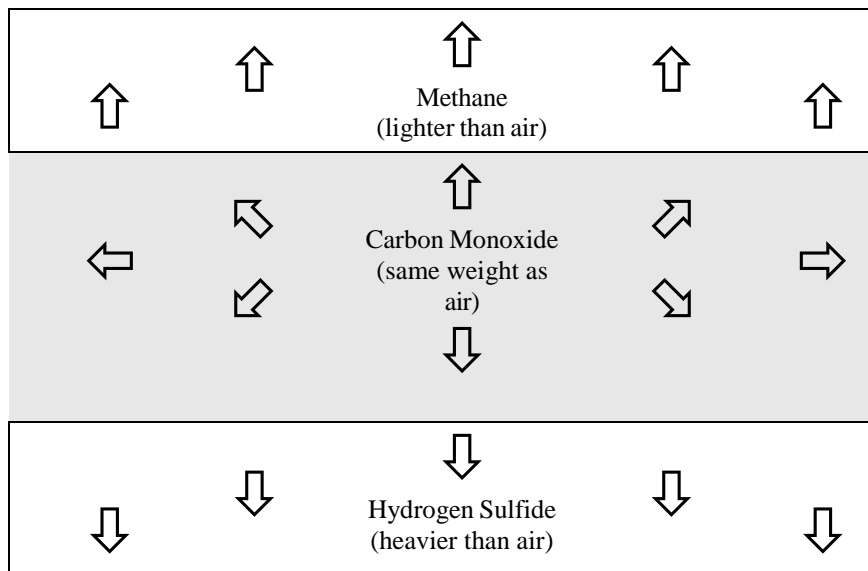 Methane
(lighter than air)
Carbon Monoxide
(same weight as
air)
Hydrogen Sulfide
(heavier than air)